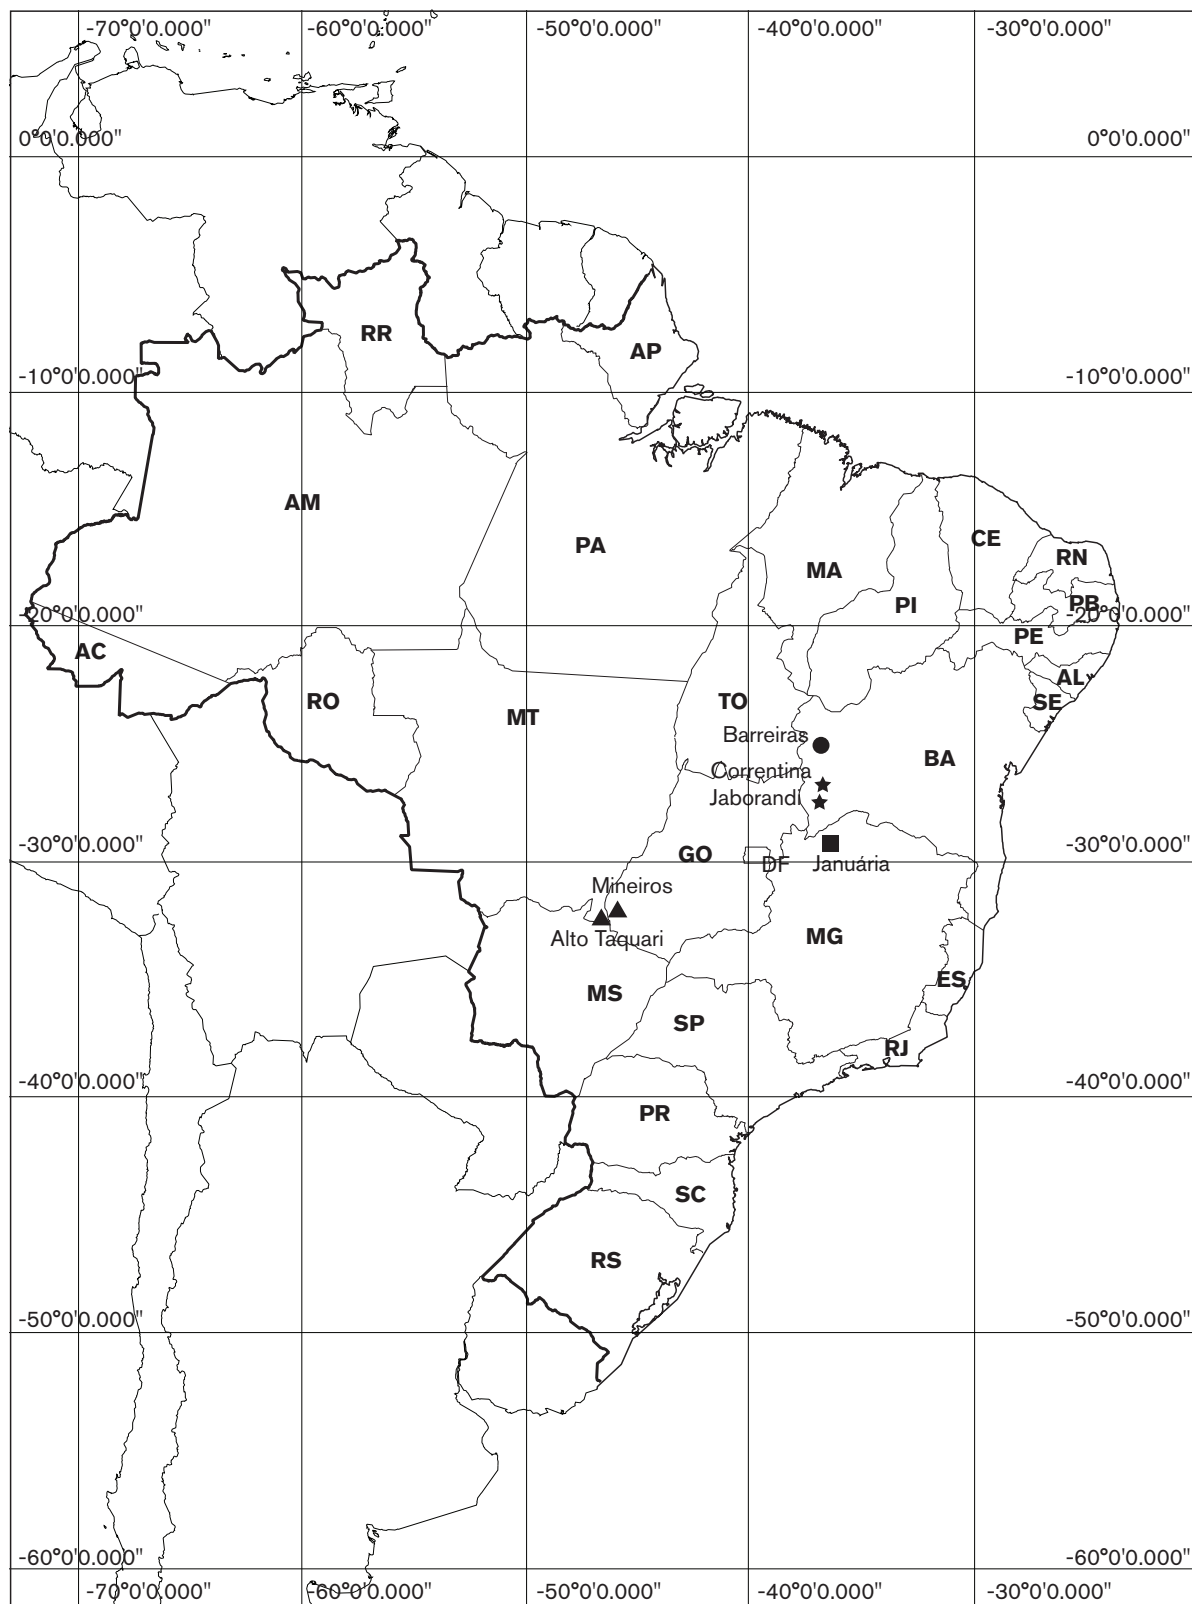 -70°0'0.000" -60°0'0.000" -50°0'0.000" -40°0'0.000" -30°0'0.000"
0°0'0.000" 0°0'0.000"
RR
AP
-10°0'0.000" -10°0'0.000"
AM
PA
CE
RN
MA
PI
PB
-20°0'0.000" -20°0'0.000"
PE
AC
AL
RO
TO
SE
MT
Barreiras
BA
Correntina
Jaborandi
-30°0'0.000" -30°0'0.000"
GO
DF Januária
Mineiros
Alto Taquari
MG
ES
MS
SP
RJ
-40°0'0.000" -40°0'0.000"
PR
SC
RS
-50°0'0.000" -50°0'0.000"
-60°0'0.000" -60°0'0.000"
-70°0'0.000" -60°0'0.000" -50°0'0.000" -40°0'0.000" -30°0'0.000"